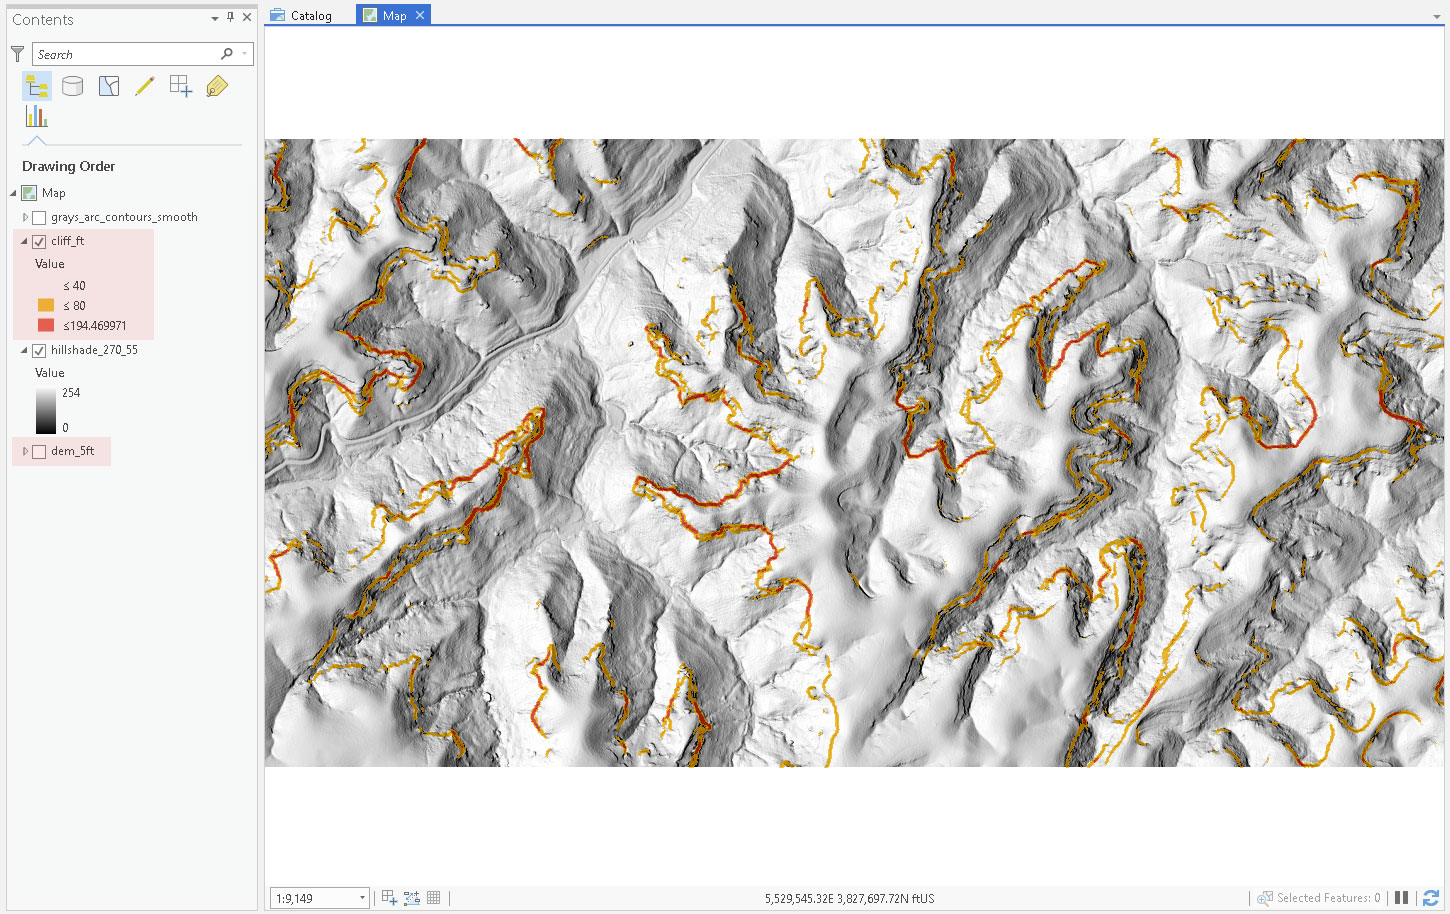 Contents
Search
Drawing Order
Map
grays_arc_contours_smooth
cliff_ft
Value
≤ 40
≤ 80
≤194.469971
hillshade_270_55
Value
254
0
dem_5ft
Catalog
Map
1:9,149
5,529,545.32E 3,827,697.72N ftUS
Selected Features: 0